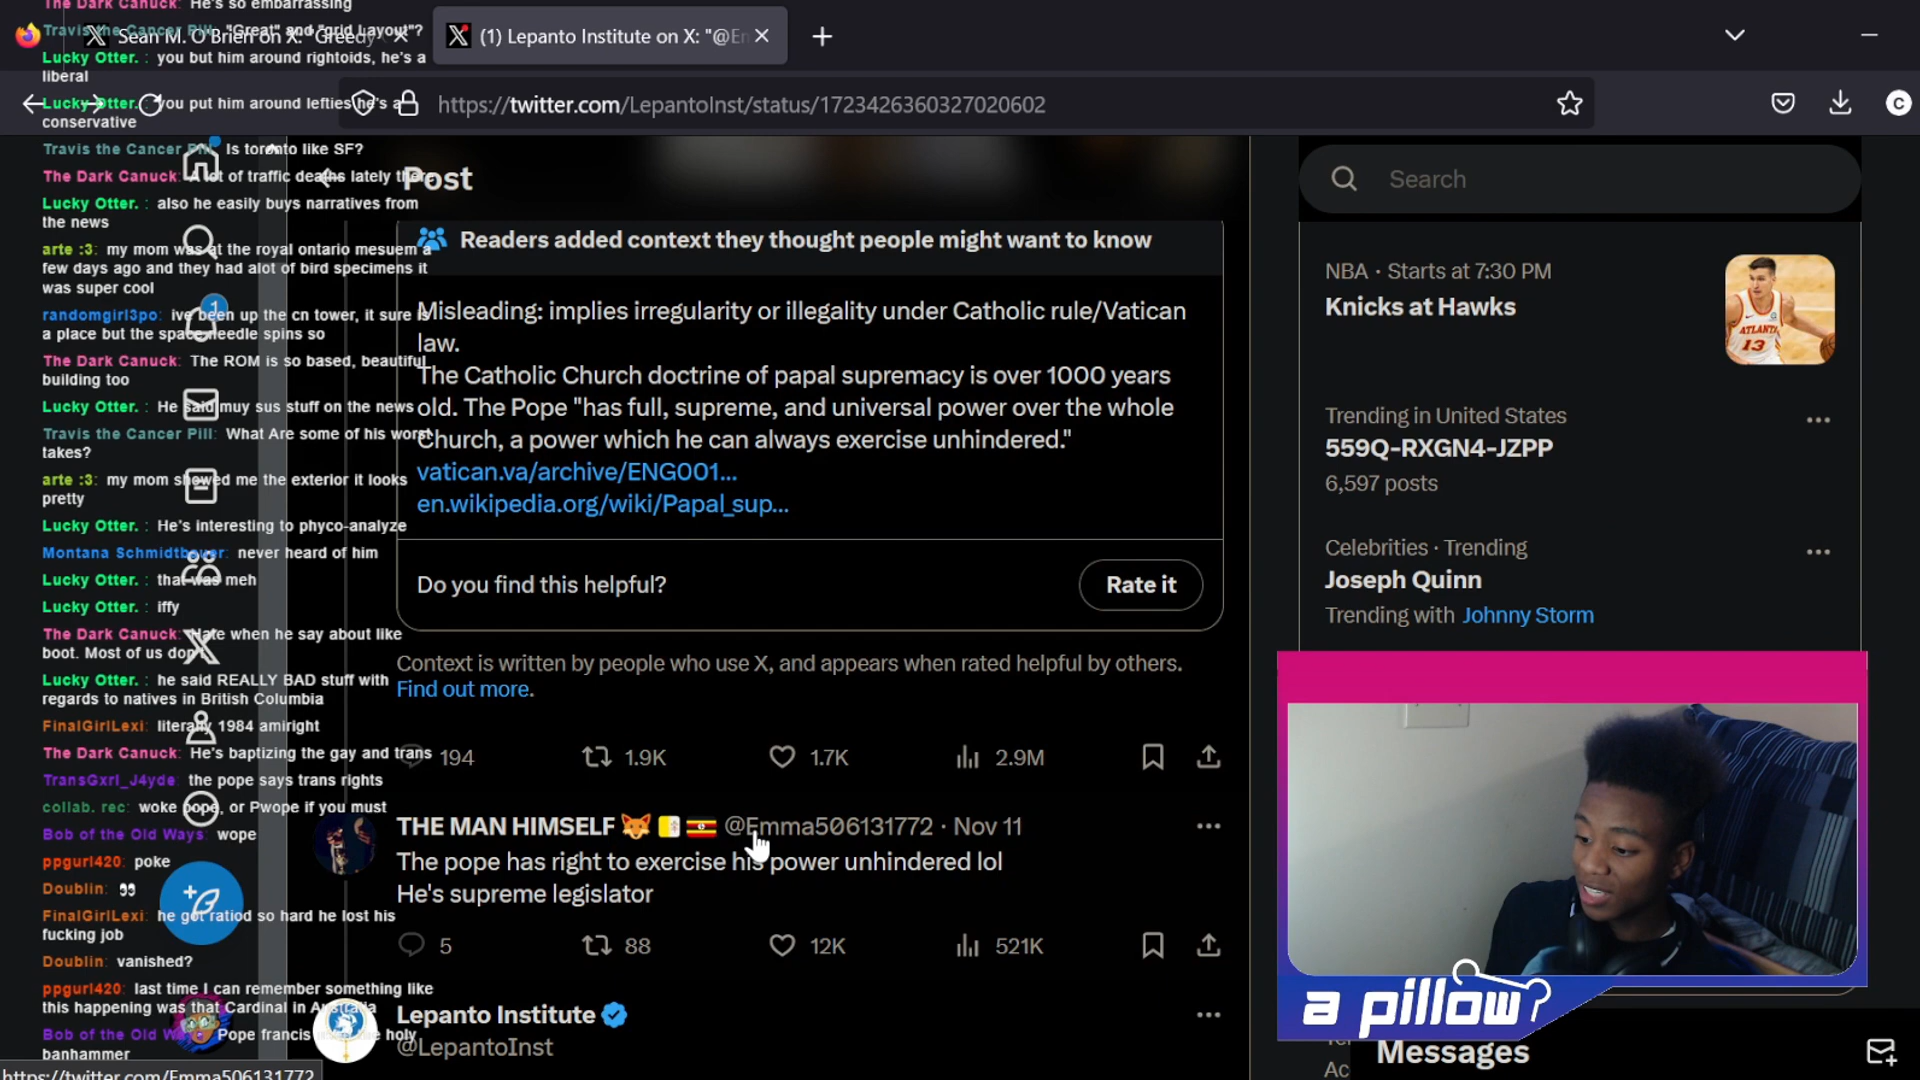 The Dark Canuck: He's so embarrassing
Travis the Cancer Pill: "Great" and "grid Layout"?
Lucky Otter. : you but him around rightoids, he's a
liberal
Lucky Otter. : you put him around lefties he's a
conservative
Travis the Cancer Pill: Is toronto like SF?
The Dark Canuck: A lot of traffic deaths lately there
Lucky Otter. : also he easily buys narratives from
the news
arte :3: my mom was at the royal ontario mesuem a
few days ago and they had alot of bird specimens it
was super cool
randomgirl3po: ive been up the cn tower, it sure is
a place but the space needle spins so
The Dark Canuck: The ROM is so based, beautiful
building too
Lucky Otter. : He said muy sus stuff on the news
Travis the Cancer Pill: What Are some of his worst
takes?
arte :3: my mom showed me the exterior it looks
pretty
Lucky Otter. : He's interesting to phyco-analyze
Montana Schmidtbauer: never heard of him
Lucky Otter. : that was meh
Lucky Otter. : iffy
The Dark Canuck: Hate when he say about like
boot. Most of us don't
Lucky Otter. : he said REALLY BAD stuff with
regards to natives in British Columbia
FinalGirlLexi: literally 1984 amiright
The Dark Canuck: He's baptizing the gay and trans
TransGxrl_J4yde: the pope says trans rights
collab. rec: woke pope, or Pwope if you must
Bob of the Old Ways: wope
ppgurl420: poke
Doublin: 👀
FinalGirlLexi: he got ratiod so hard he lost his
fucking job
Doublin: vanished?
ppgurl420: last time I can remember something like
this happening was that Cardinal in Australia
Bob of the Old Ways: Pope francis the holy
banhammer
https://twitter.com/Emma506131772
Sean M. O'Brien on X: "Greedy
(1) Lepanto Institute on X: "@Em
https://twitter.com/LepantoInst/status/1723426360327020602
C
1
Post
Readers added context they thought people might want to know
Misleading: implies irregularity or illegality under Catholic rule/Vatican
law.
The Catholic Church doctrine of papal supremacy is over 1000 years
old. The Pope "has full, supreme, and universal power over the whole
Church, a power which he can always exercise unhindered."
vatican.va/archive/ENG001...
en.wikipedia.org/wiki/Papal_sup...
Do you find this helpful?
Rate it
Context is written by people who use X, and appears when rated helpful by others.
Find out more.
194 1.9K 1.7K 2.9M
THE MAN HIMSELF 🦊🇻🇦🇺🇬 @Emma506131772 · Nov 11
The pope has right to exercise his power unhindered lol
He's supreme legislator
5 88 12K 521K
Lepanto Institute
@LepantoInst
Search
NBA · Starts at 7:30 PM
Knicks at Hawks
ATLANTA
13
Trending in United States
559Q-RXGN4-JZPP
6,597 posts
Celebrities · Trending
Joseph Quinn
Trending with Johnny Storm
a pillow?
Messages